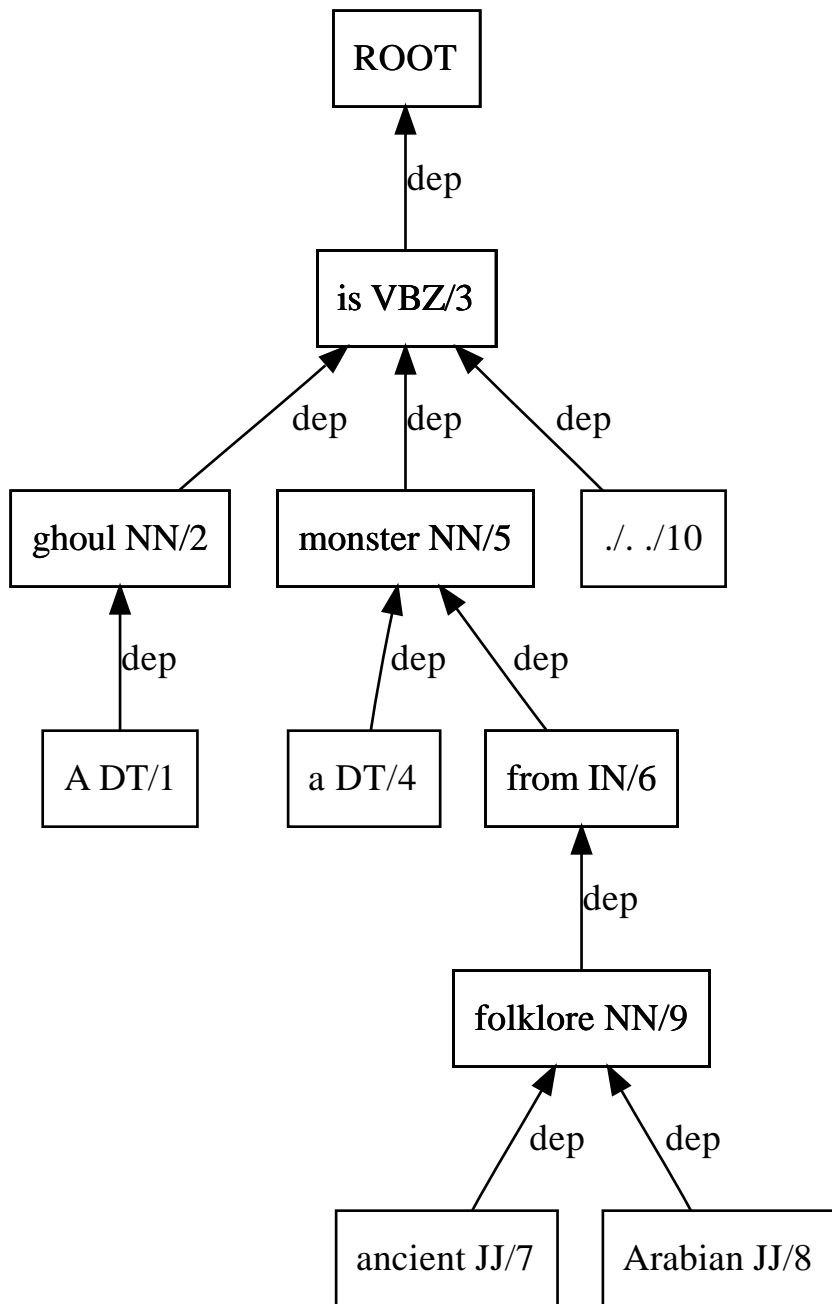 ROOT
dep
is VBZ/3
dep dep dep
ghoul NN/2 monster NN/5 ./. ./10
dep dep dep
A DT/1 a DT/4 from IN/6
dep
folklore NN/9
dep dep
ancient JJ/7 Arabian JJ/8